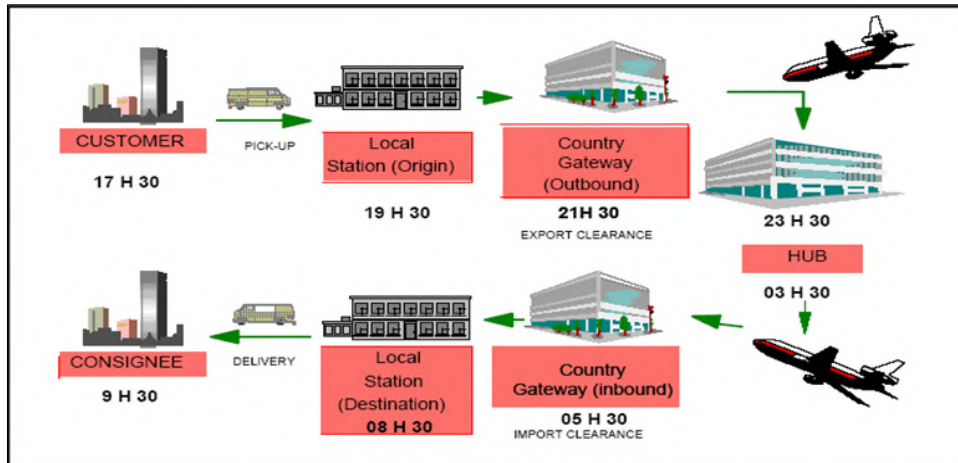 CUSTOMER
17 H 30
PICK-UP
Local
Station (Origin)
19 H 30
Country
Gateway
(Outbound)
21H 30
EXPORT CLEARANCE
23 H 30
HUB
03 H 30
CONSIGNEE
9 H 30
DELIVERY
Local
Station
(Destination)
08 H 30
Country
Gateway (inbound)
05 H 30
IMPORT CLEARANCE